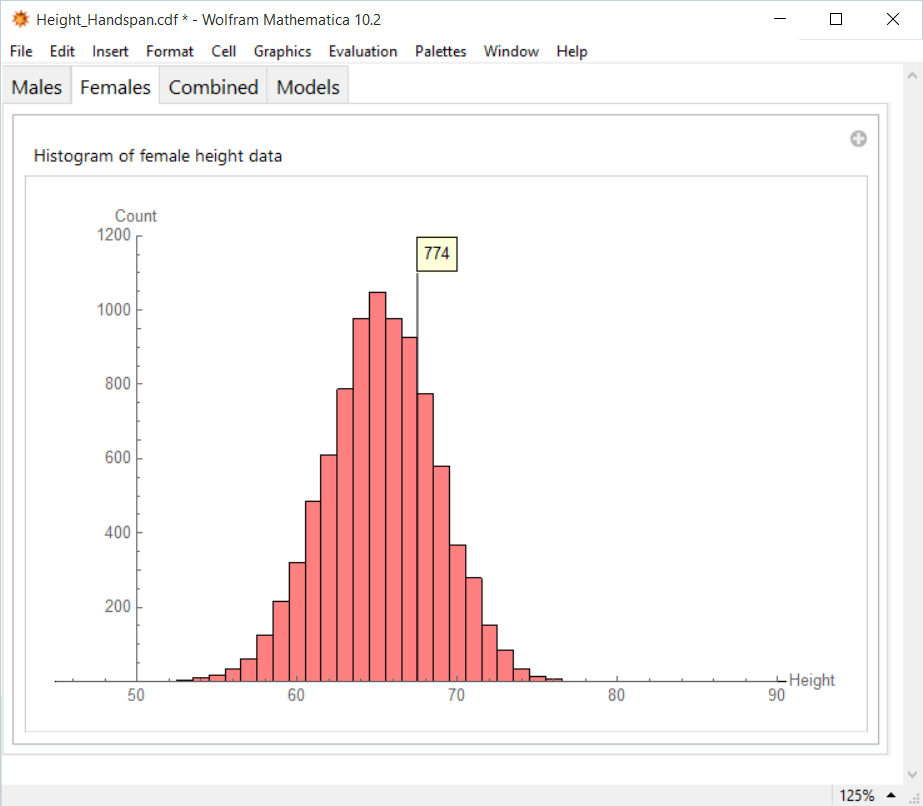 Height_Handspan.cdf * - Wolfram Mathematica 10.2
File Edit Insert Format Cell Graphics Evaluation Palettes Window Help
Males Females Combined Models
Histogram of female height data
Count
1200
774
1000
800
600
400
200
Height
50 60 70 80 90
125%